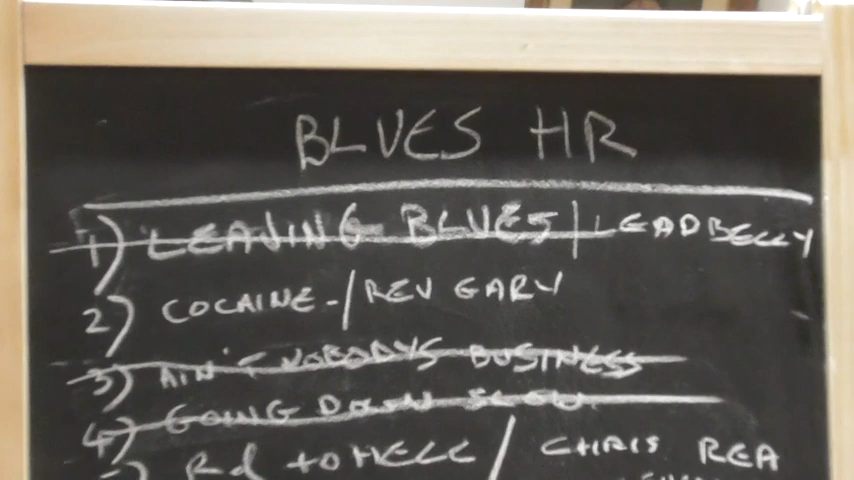 BLUES HR
1) LEAVING BLUES | LEADBELLY
2) COCAINE - / REV GARY
3) AIN'T NOBODYS BUSINESS
4) GOING DOWN SLOW
Rd to HELL / CHRIS REA